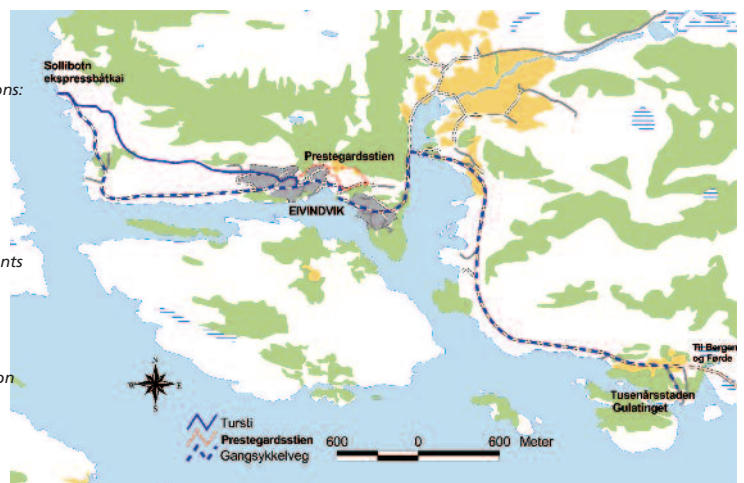 Sollibotn
ekspressbåtkai
ons:
Prestegardsstien
EIVINDVIK
nts
on
N
W E
S
Til Bergen
og Førde
Tusenårsstaden
Gulatinget
Tursti
Prestegardsstien
Gangsykkelveg
600 0 600 Meter